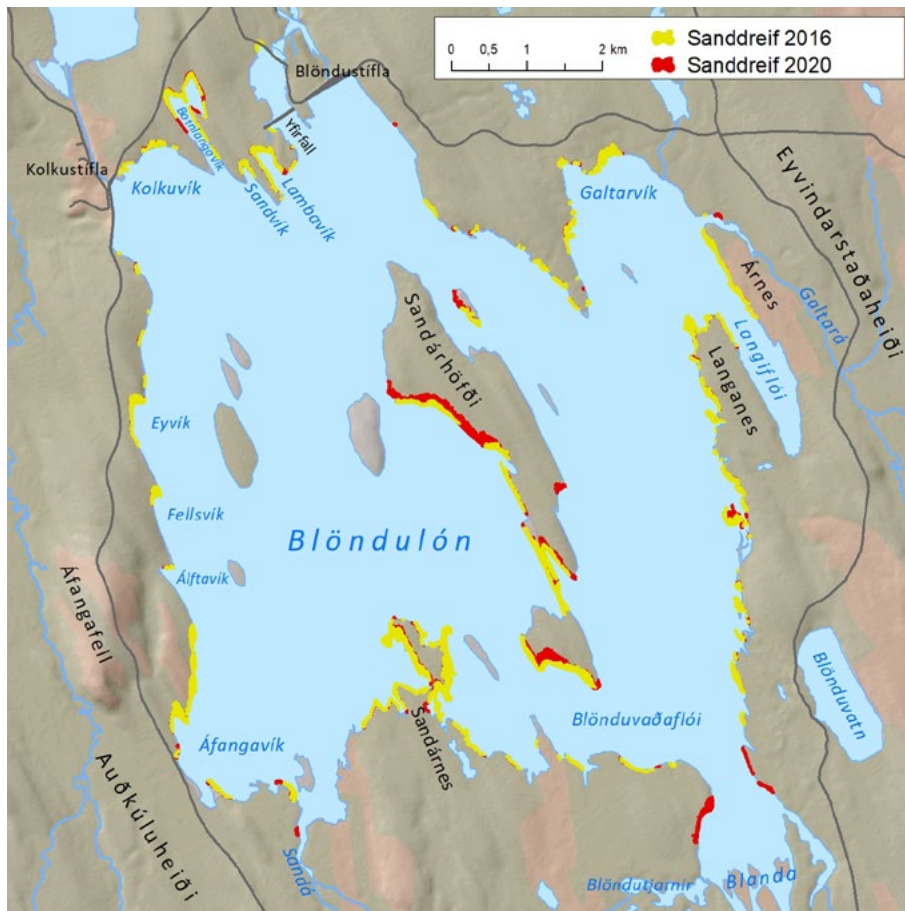 0 0,5 1 2 km
Sanddreif 2016
Sanddreif 2020
Blöndustífla
Yfirfall
Botnlangavík
Kolkustífla
Kolkuvík
Sandvík
Lambavík
Galtarvík
Eyvindarstaðaheiði
Árnes
Galtará
Langiflói
Langanes
Sandárhöfði
Eyvík
Fellsvík
Blöndulón
Álftavík
Áfangafell
Blönduvatn
Sandárnes
Blönduvaðaflói
Áfangavík
Auðkúluheiði
Sandá
Blöndutjarnir
Blanda